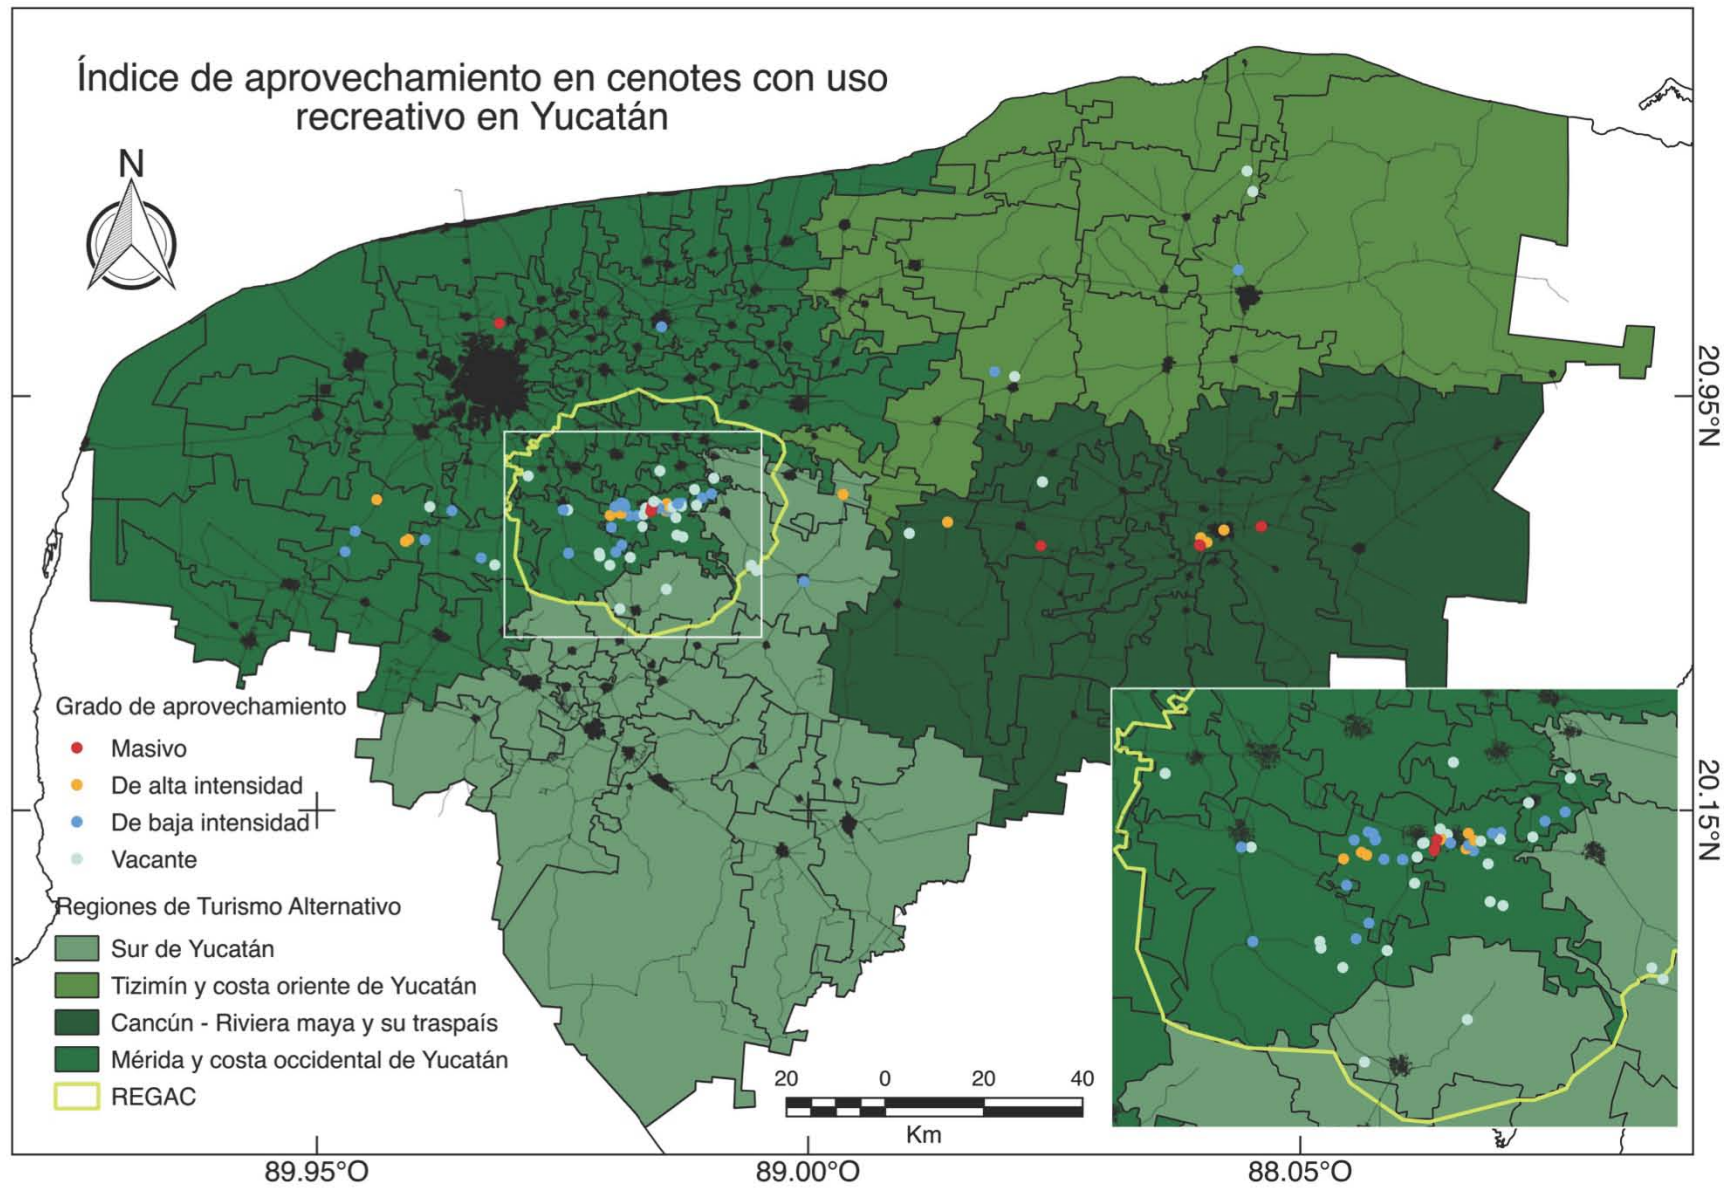 Índice de aprovechamiento en cenotes con uso
recreativo en Yucatán
N
20.95°N
Grado de aprovechamiento
Masivo
De alta intensidad
De baja intensidad
Vacante
20.15°N
Regiones de Turismo Alternativo
Sur de Yucatán
Tizimín y costa oriente de Yucatán
Cancún - Riviera maya y su traspaís
Mérida y costa occidental de Yucatán
REGAC
20 0 20 40
Km
89.95°O 89.00°O 88.05°O